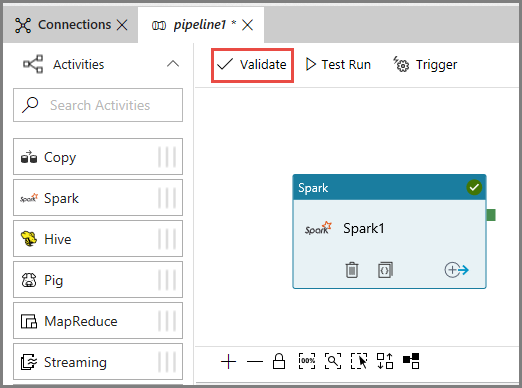 Connections
pipeline1 *
Activities
Validate
Test Run
Trigger
Search Activities
Copy
Spark
Spark
Hive
Pig
MapReduce
Streaming
Spark
Spark
Spark1
100%